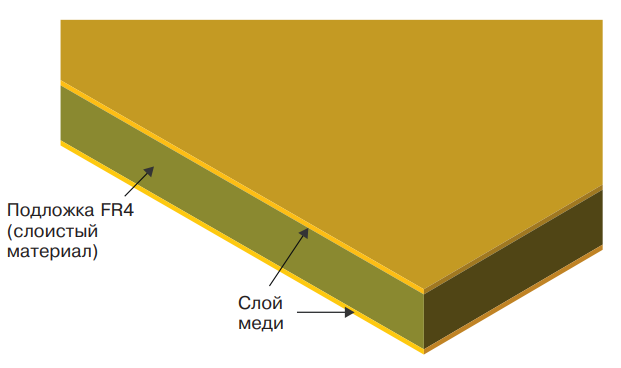 Подложка FR4
(слоистый
материал)
Слой
меди